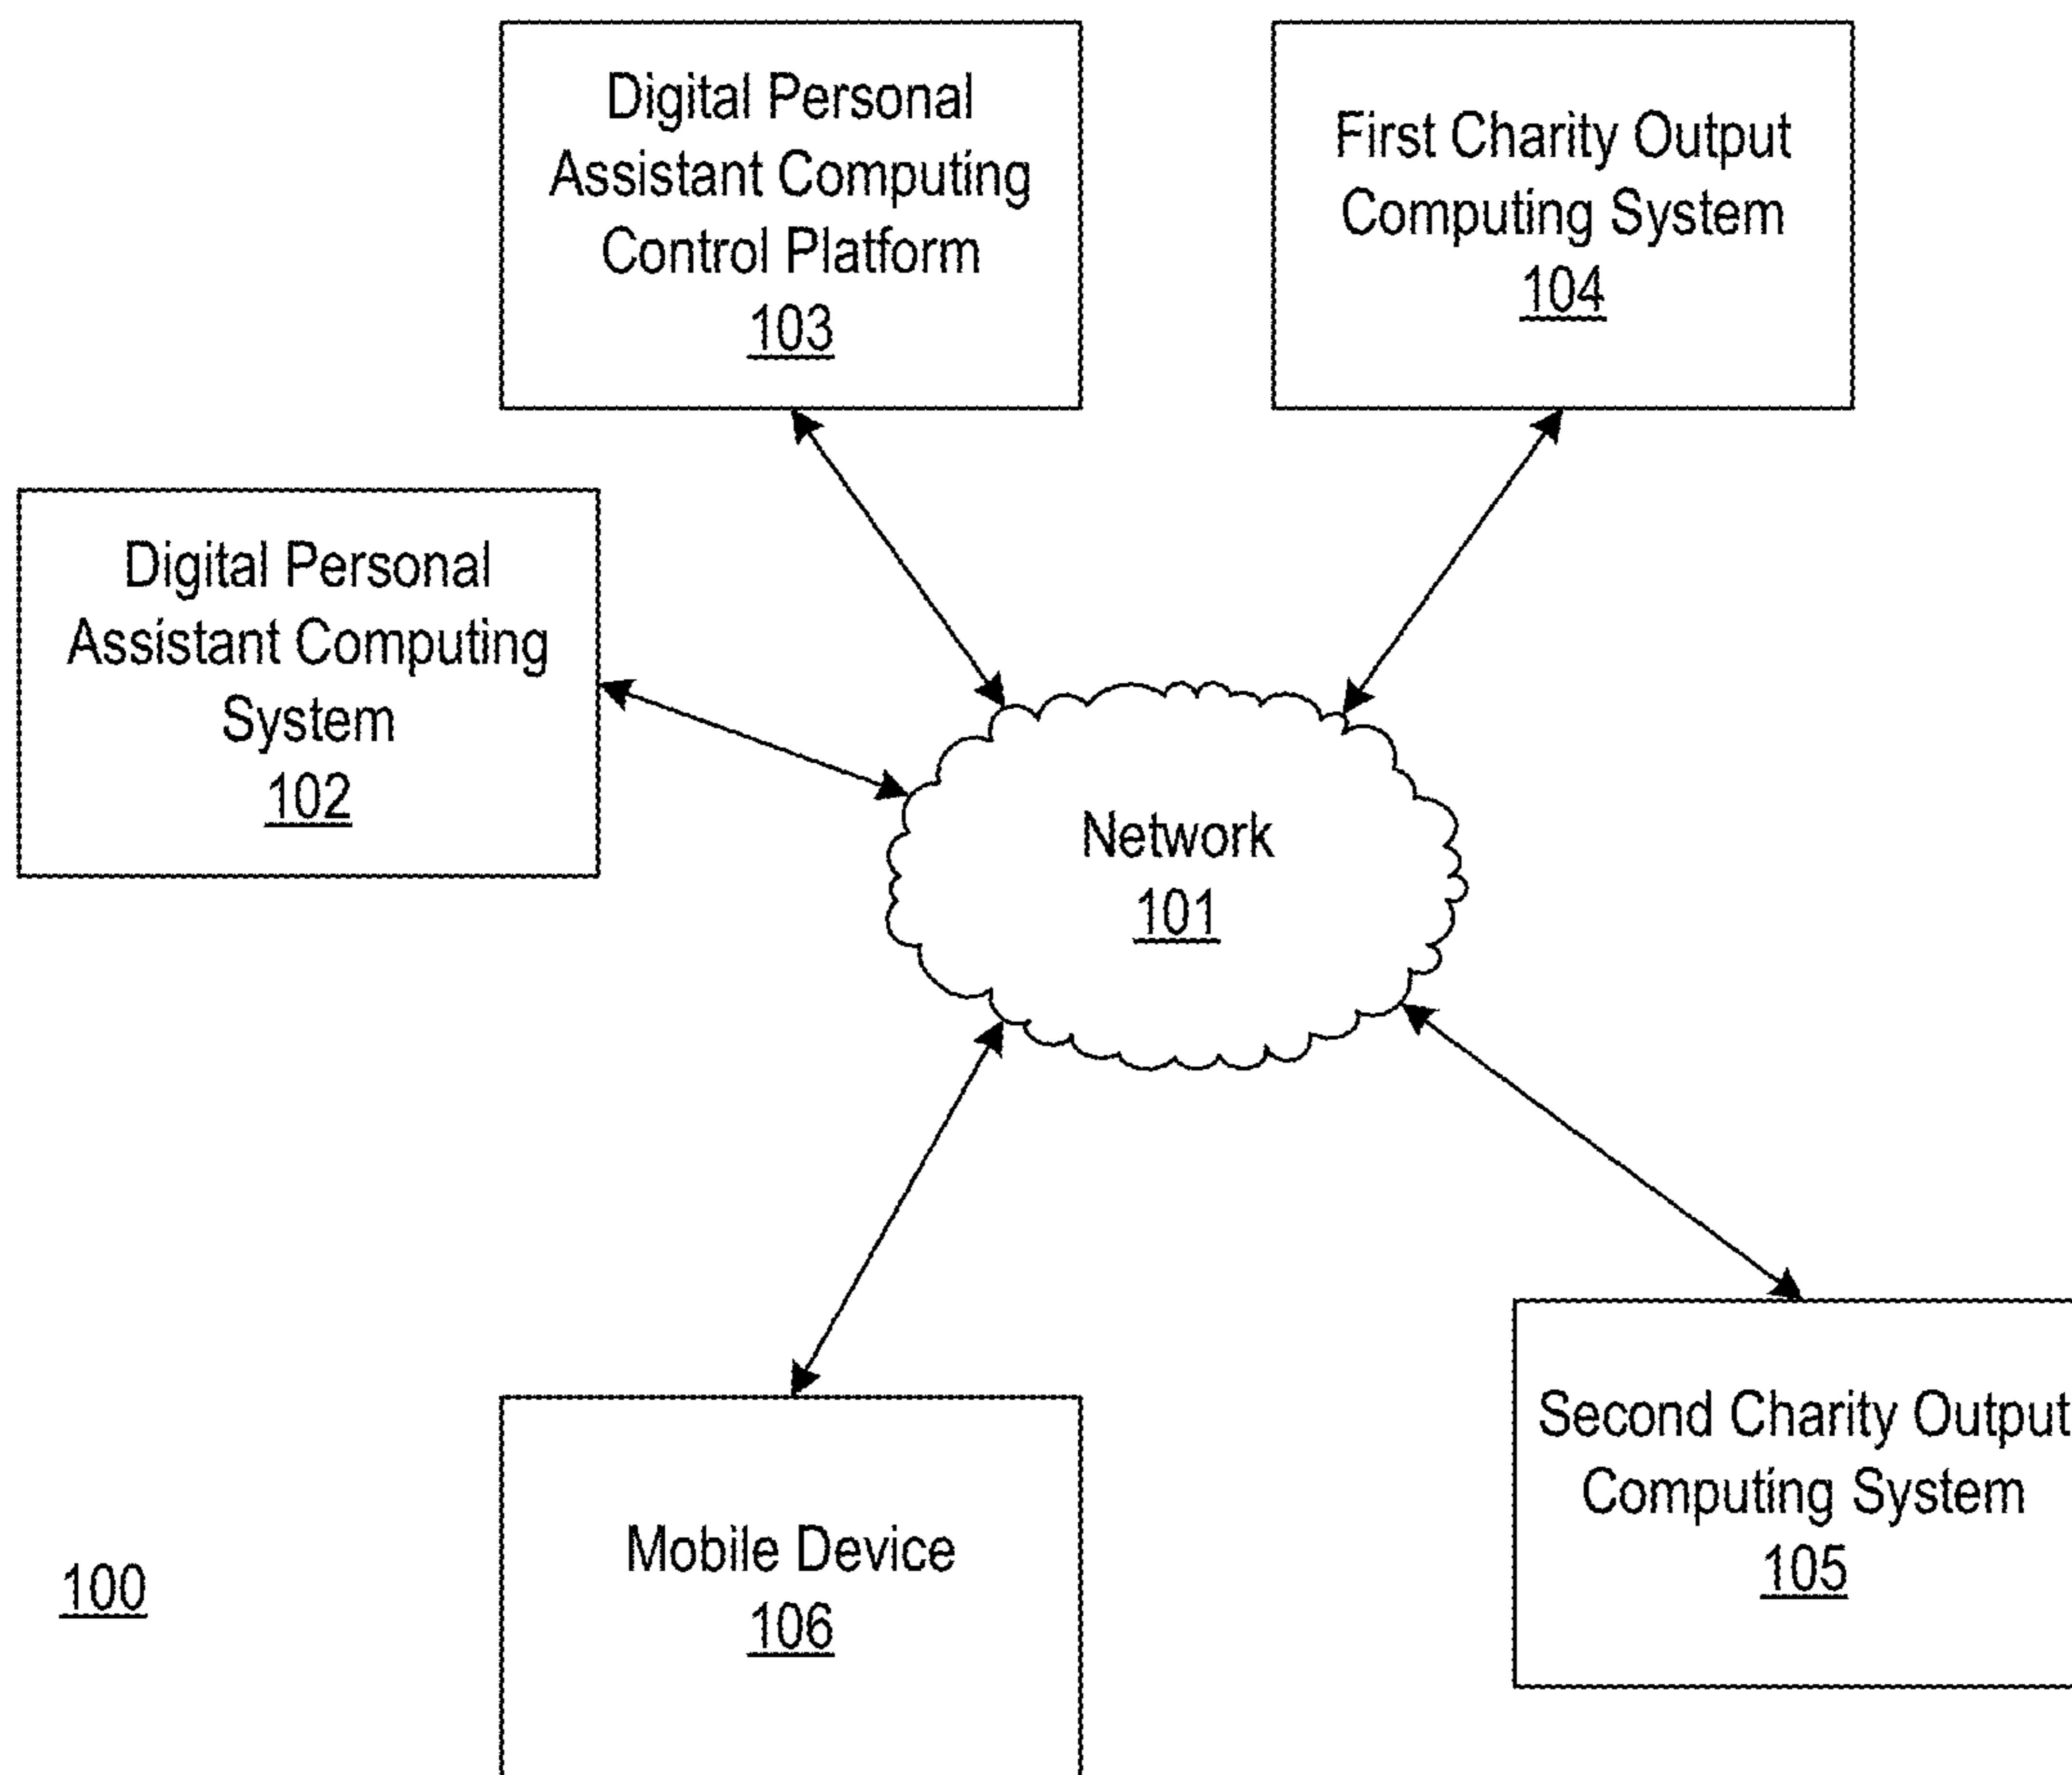 Digital Personal
Assistant Computing
Control Platform
103
First Charity Output
Computing System
104
Digital Personal
Assistant Computing
System
102
Network
101
Second Charity Output
Computing System
105
Mobile Device
106
100